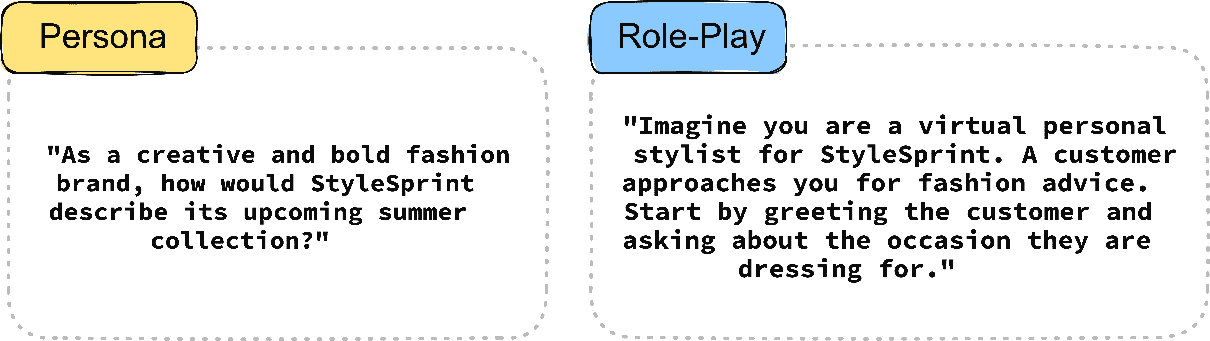 Persona
"As a creative and bold fashion
brand, how would StyleSprint
describe its upcoming summer
collection?"
Role-Play
"Imagine you are a virtual personal
stylist for StyleSprint. A customer
approaches you for fashion advice.
Start by greeting the customer and
asking about the occasion they are
dressing for."